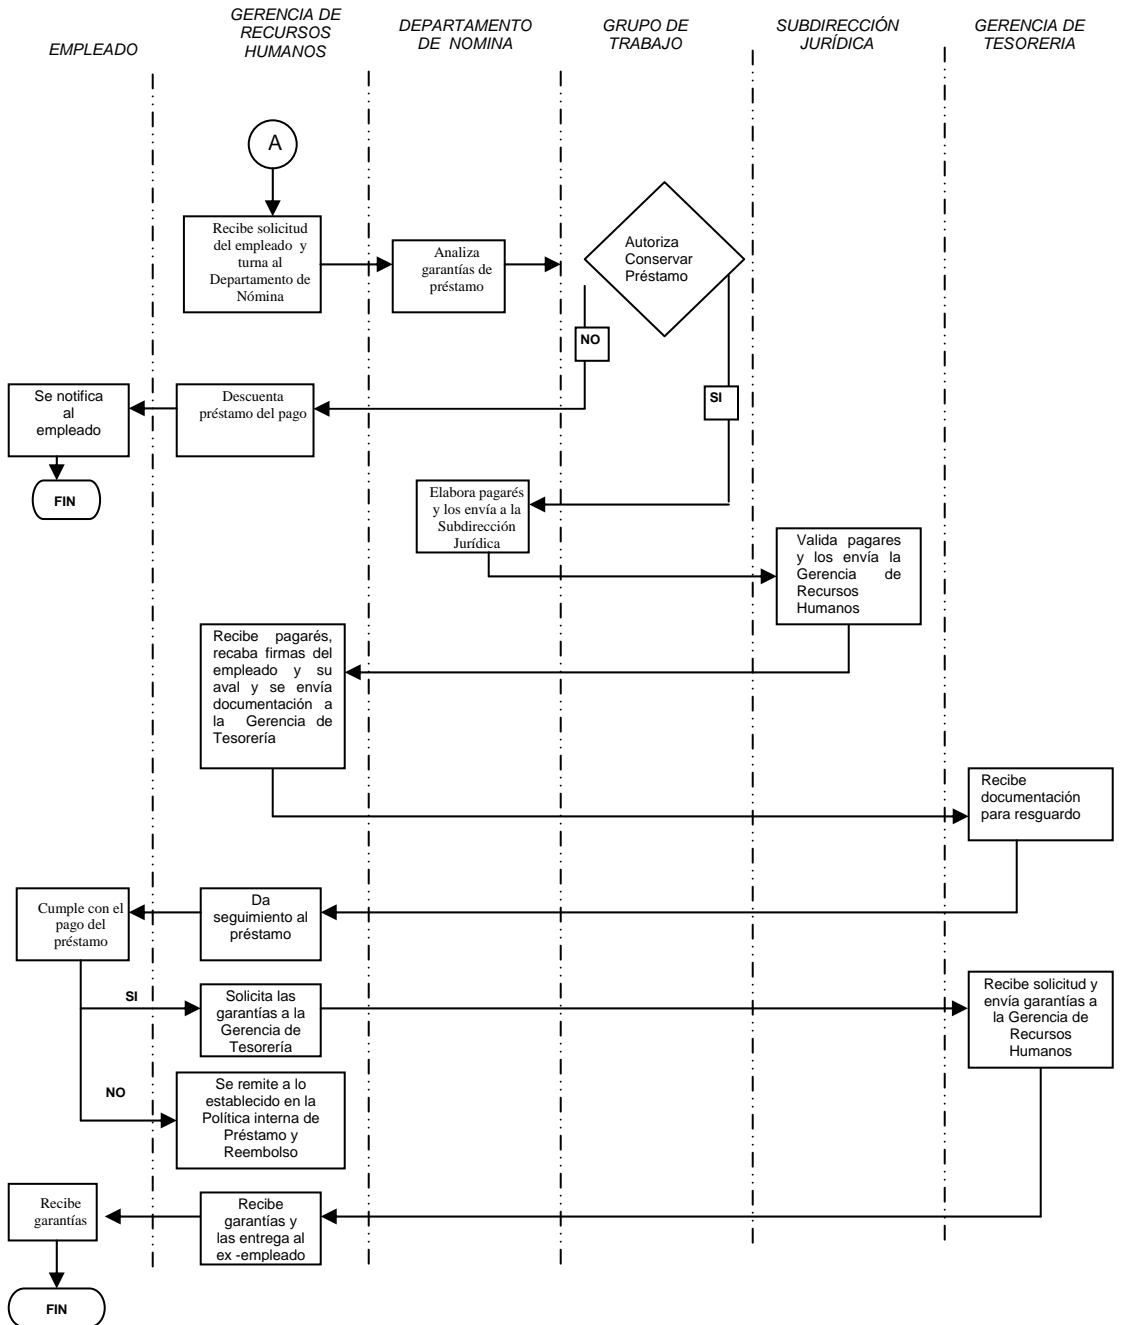 EMPLEADO
GERENCIA DE
RECURSOS
HUMANOS
DEPARTAMENTO
DE NOMINA
GRUPO DE
TRABAJO
SUBDIRECCIÓN
JURÍDICA
GERENCIA DE
TESORERIA
A
Recibe solicitud
del empleado y
turna al
Departamento de
Nómina
Analiza
garantías de
préstamo
Autoriza
Conservar
Préstamo
NO
SI
Se notifica
al
empleado
Descuenta
préstamo del pago
FIN
Elabora pagarés
y los envía a la
Subdirección
Jurídica
Valida pagares
y los envía la
Gerencia de
Recursos
Humanos
Recibe pagarés,
recaba firmas del
empleado y su
aval y se envía
documentación a
la Gerencia de
Tesorería
Recibe
documentación
para resguardo
Cumple con el
pago del
préstamo
Da
seguimiento al
préstamo
SI
Solicita las
garantías a la
Gerencia de
Tesorería
Recibe solicitud y
envía garantías a
la Gerencia de
Recursos
Humanos
NO
Se remite a lo
establecido en la
Política interna de
Préstamo y
Reembolso
Recibe
garantías
Recibe
garantías y
las entrega al
ex -empleado
FIN